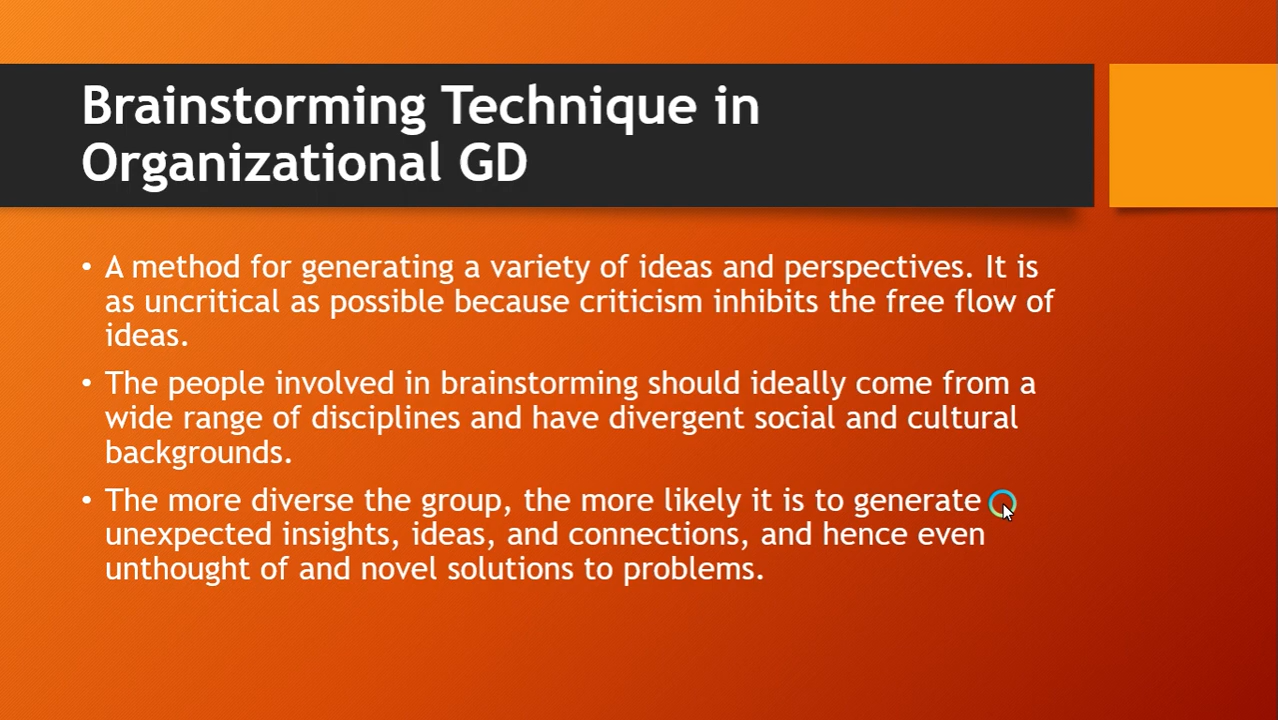 Brainstorming Technique in
Organizational GD
• A method for generating a variety of ideas and perspectives. It is
as uncritical as possible because criticism inhibits the free flow of
ideas.
• The people involved in brainstorming should ideally come from a
wide range of disciplines and have divergent social and cultural
backgrounds.
• The more diverse the group, the more likely it is to generate
unexpected insights, ideas, and connections, and hence even
unthought of and novel solutions to problems.